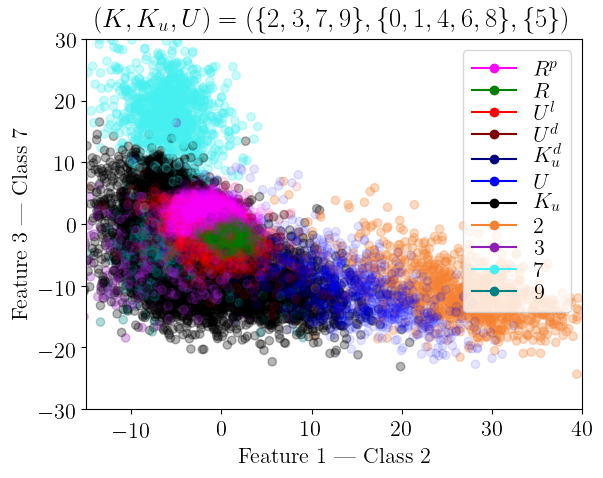 (K, K_u, U) = ({2, 3, 7, 9}, {0, 1, 4, 6, 8}, {5})
30
20
10
0
−10
−20
−30
Feature 3 — Class 7
R^p
R
U^l
U^d
K_u^d
U
K_u
2
3
7
9
−10
0
10
20
30
40
Feature 1 — Class 2